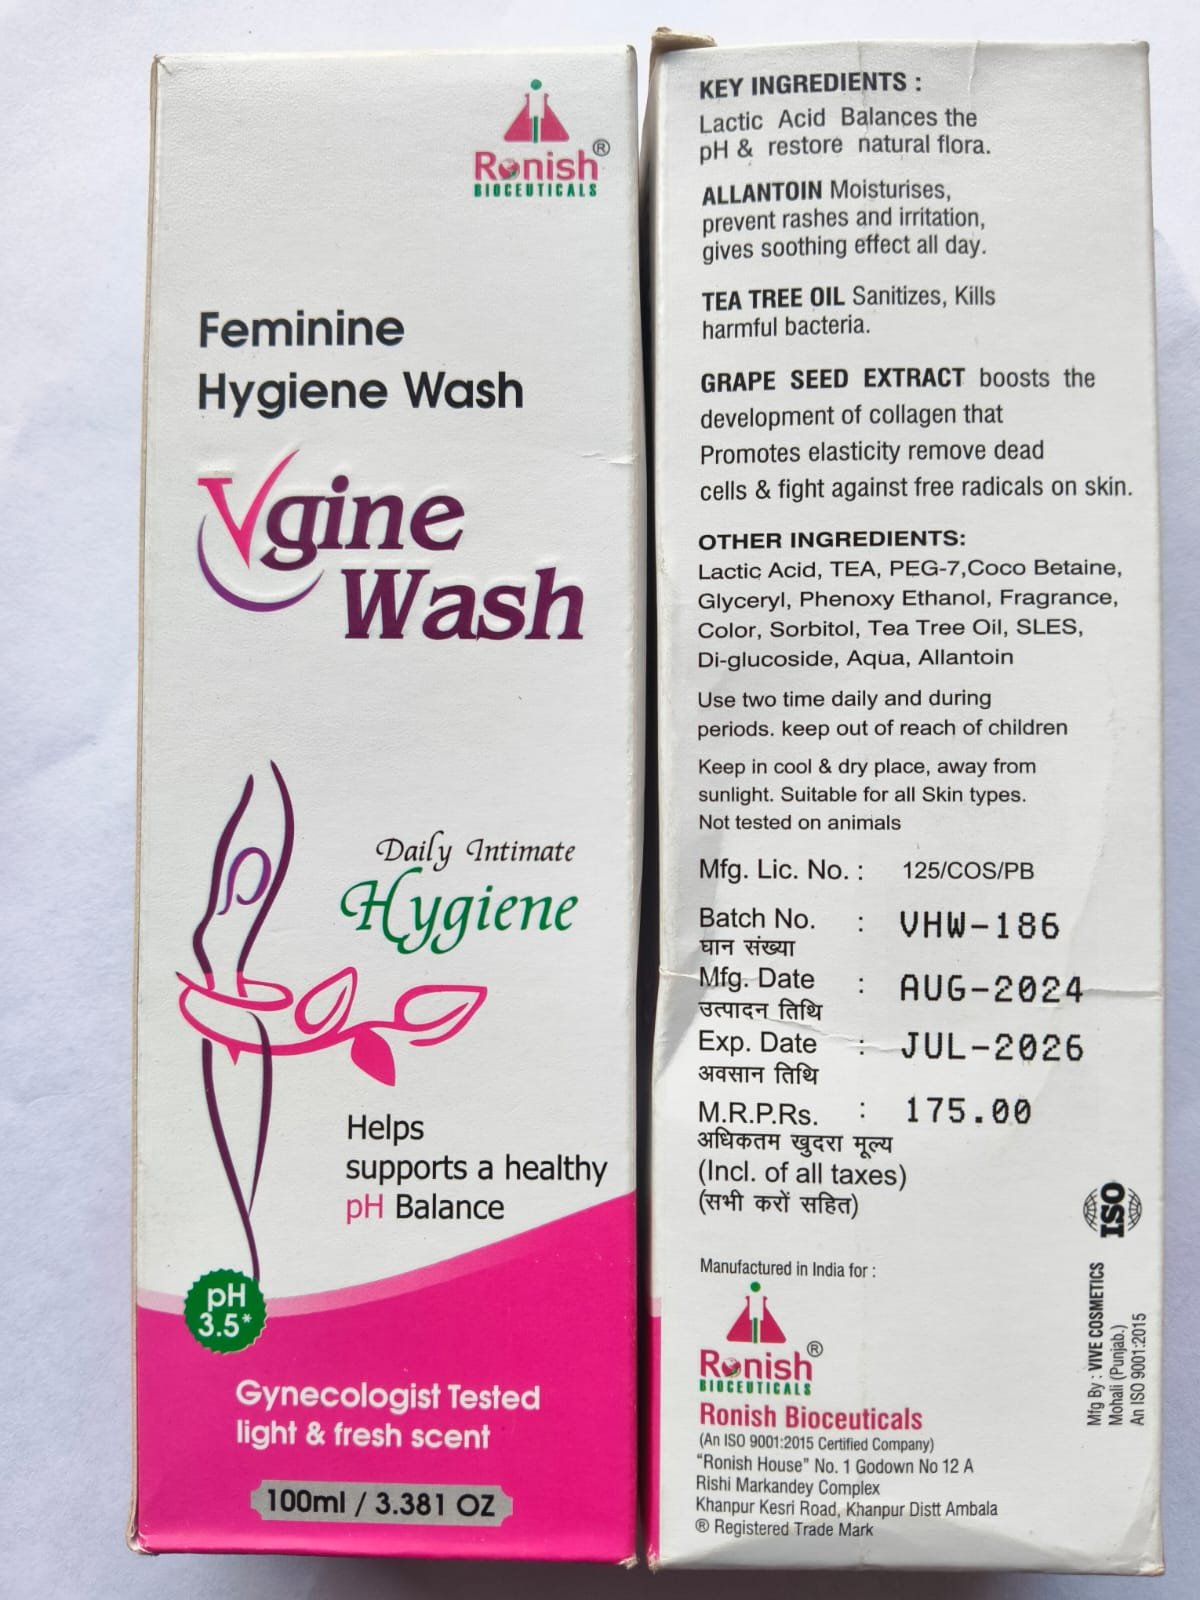 Ronish®
BIOCEUTICALS
Feminine
Hygiene Wash
Vgine
Wash
Daily Intimate
Hygiene
Helps
supports a healthy
pH Balance
pH
3.5*
Gynecologist Tested
light & fresh scent
100ml / 3.381 OZ
KEY INGREDIENTS :
Lactic Acid Balances the
pH & restore natural flora.
ALLANTOIN Moisturises,
prevent rashes and irritation,
gives soothing effect all day.
TEA TREE OIL Sanitizes, Kills
harmful bacteria.
GRAPE SEED EXTRACT boosts the
development of collagen that
Promotes elasticity remove dead
cells & fight against free radicals on skin.
OTHER INGREDIENTS:
Lactic Acid, TEA, PEG-7,Coco Betaine,
Glyceryl, Phenoxy Ethanol, Fragrance,
Color, Sorbitol, Tea Tree Oil, SLES,
Di-glucoside, Aqua, Allantoin
Use two time daily and during
periods. keep out of reach of children
Keep in cool & dry place, away from
sunlight. Suitable for all Skin types.
Not tested on animals
Mfg. Lic. No. : 125/COS/PB
Batch No. : VHW-186
घान संख्या
Mfg. Date : AUG-2024
उत्पादन तिथि
Exp. Date : JUL-2026
अवसान तिथि
M.R.P.Rs. : 175.00
अधिकतम खुदरा मूल्य
(Incl. of all taxes)
(सभी करों सहित)
Manufactured in India for :
Ronish®
BIOCEUTICALS
Ronish Bioceuticals
(An ISO 9001:2015 Certified Company)
"Ronish House" No. 1 Godown No 12 A
Rishi Markandey Complex
Khanpur Kesri Road, Khanpur Distt Ambala
® Registered Trade Mark
ISO
Mfg By : VIVE COSMETICS
Mohali (Punjab.)
An ISO 9001:2015